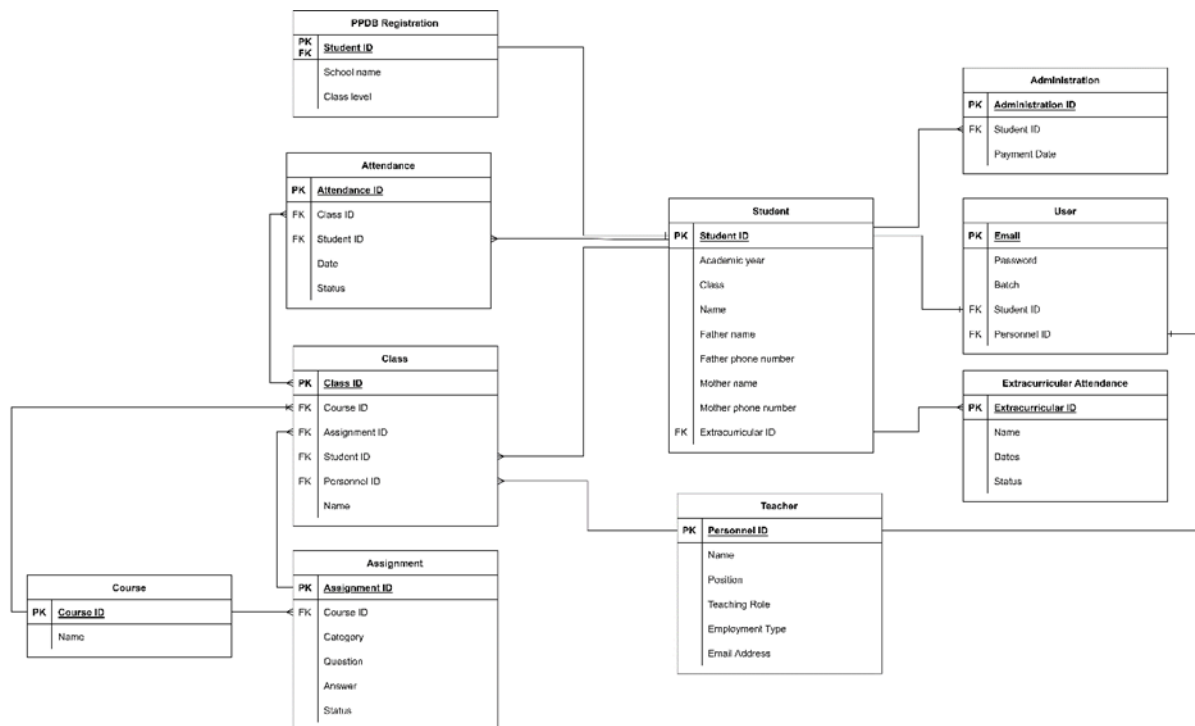 PPDB Registration
PK
FK
Student ID
School name
Class level
Attendance
PK Attendance ID
FK Class ID
FK Student ID
Date
Status
Class
PK Class ID
FK Course ID
FK Assignment ID
FK Student ID
FK Personnel ID
Name
Course
PK Course ID
Name
Assignment
PK Assignment ID
FK Course ID
Category
Question
Answer
Status
Student
PK Student ID
Academic year
Class
Name
Father name
Father phone number
Mother name
Mother phone number
FK Extracurricular ID
Teacher
PK Personnel ID
Name
Position
Teaching Role
Employment Type
Email Address
Administration
PK Administration ID
FK Student ID
Payment Date
User
PK Email
Password
Batch
FK Student ID
FK Personnel ID
Extracurricular Attendance
PK Extracurricular ID
Name
Dates
Status